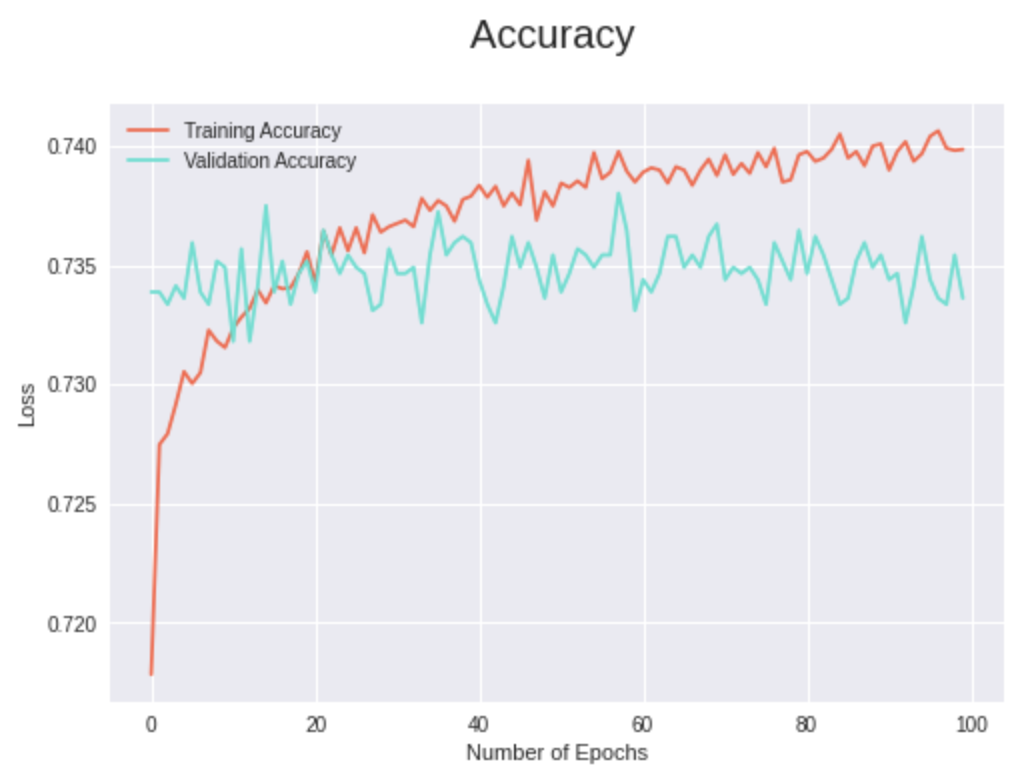 Accuracy
Training Accuracy
Validation Accuracy
0.740
0.735
0.730
0.725
0.720
Loss
0 20 40 60 80 100
Number of Epochs